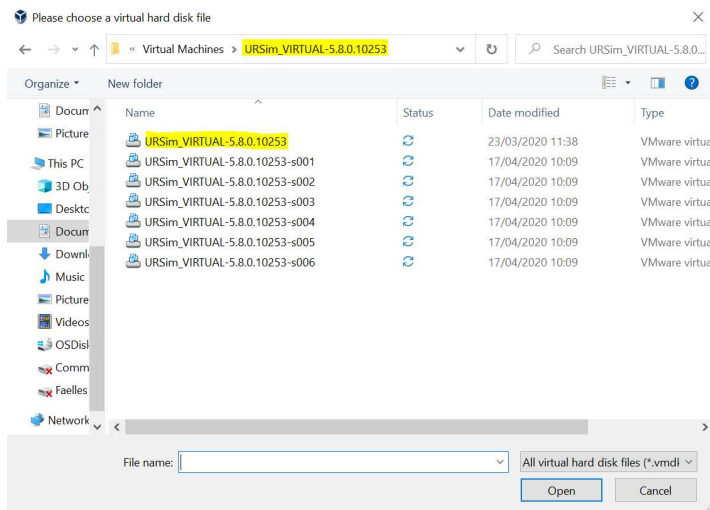 Please choose a virtual hard disk file
« Virtual Machines > URSim_VIRTUAL-5.8.0.10253
Search URSim_VIRTUAL-5.8.0...
Organize
New folder
Name Status Date modified Type
URSim_VIRTUAL-5.8.0.10253 23/03/2020 11:38 VMware virtua
URSim_VIRTUAL-5.8.0.10253-s001 17/04/2020 10:09 VMware virtua
URSim_VIRTUAL-5.8.0.10253-s002 17/04/2020 10:09 VMware virtua
URSim_VIRTUAL-5.8.0.10253-s003 17/04/2020 10:09 VMware virtua
URSim_VIRTUAL-5.8.0.10253-s004 17/04/2020 10:09 VMware virtua
URSim_VIRTUAL-5.8.0.10253-s005 17/04/2020 10:09 VMware virtua
URSim_VIRTUAL-5.8.0.10253-s006 17/04/2020 10:09 VMware virtua
Docum
Picture
This PC
3D Obj
Deskto
Docum
Downl
Music
Picture
Videos
OSDisk
Comm
Faelles
Network
File name:
All virtual hard disk files (*.vmdk
Open
Cancel